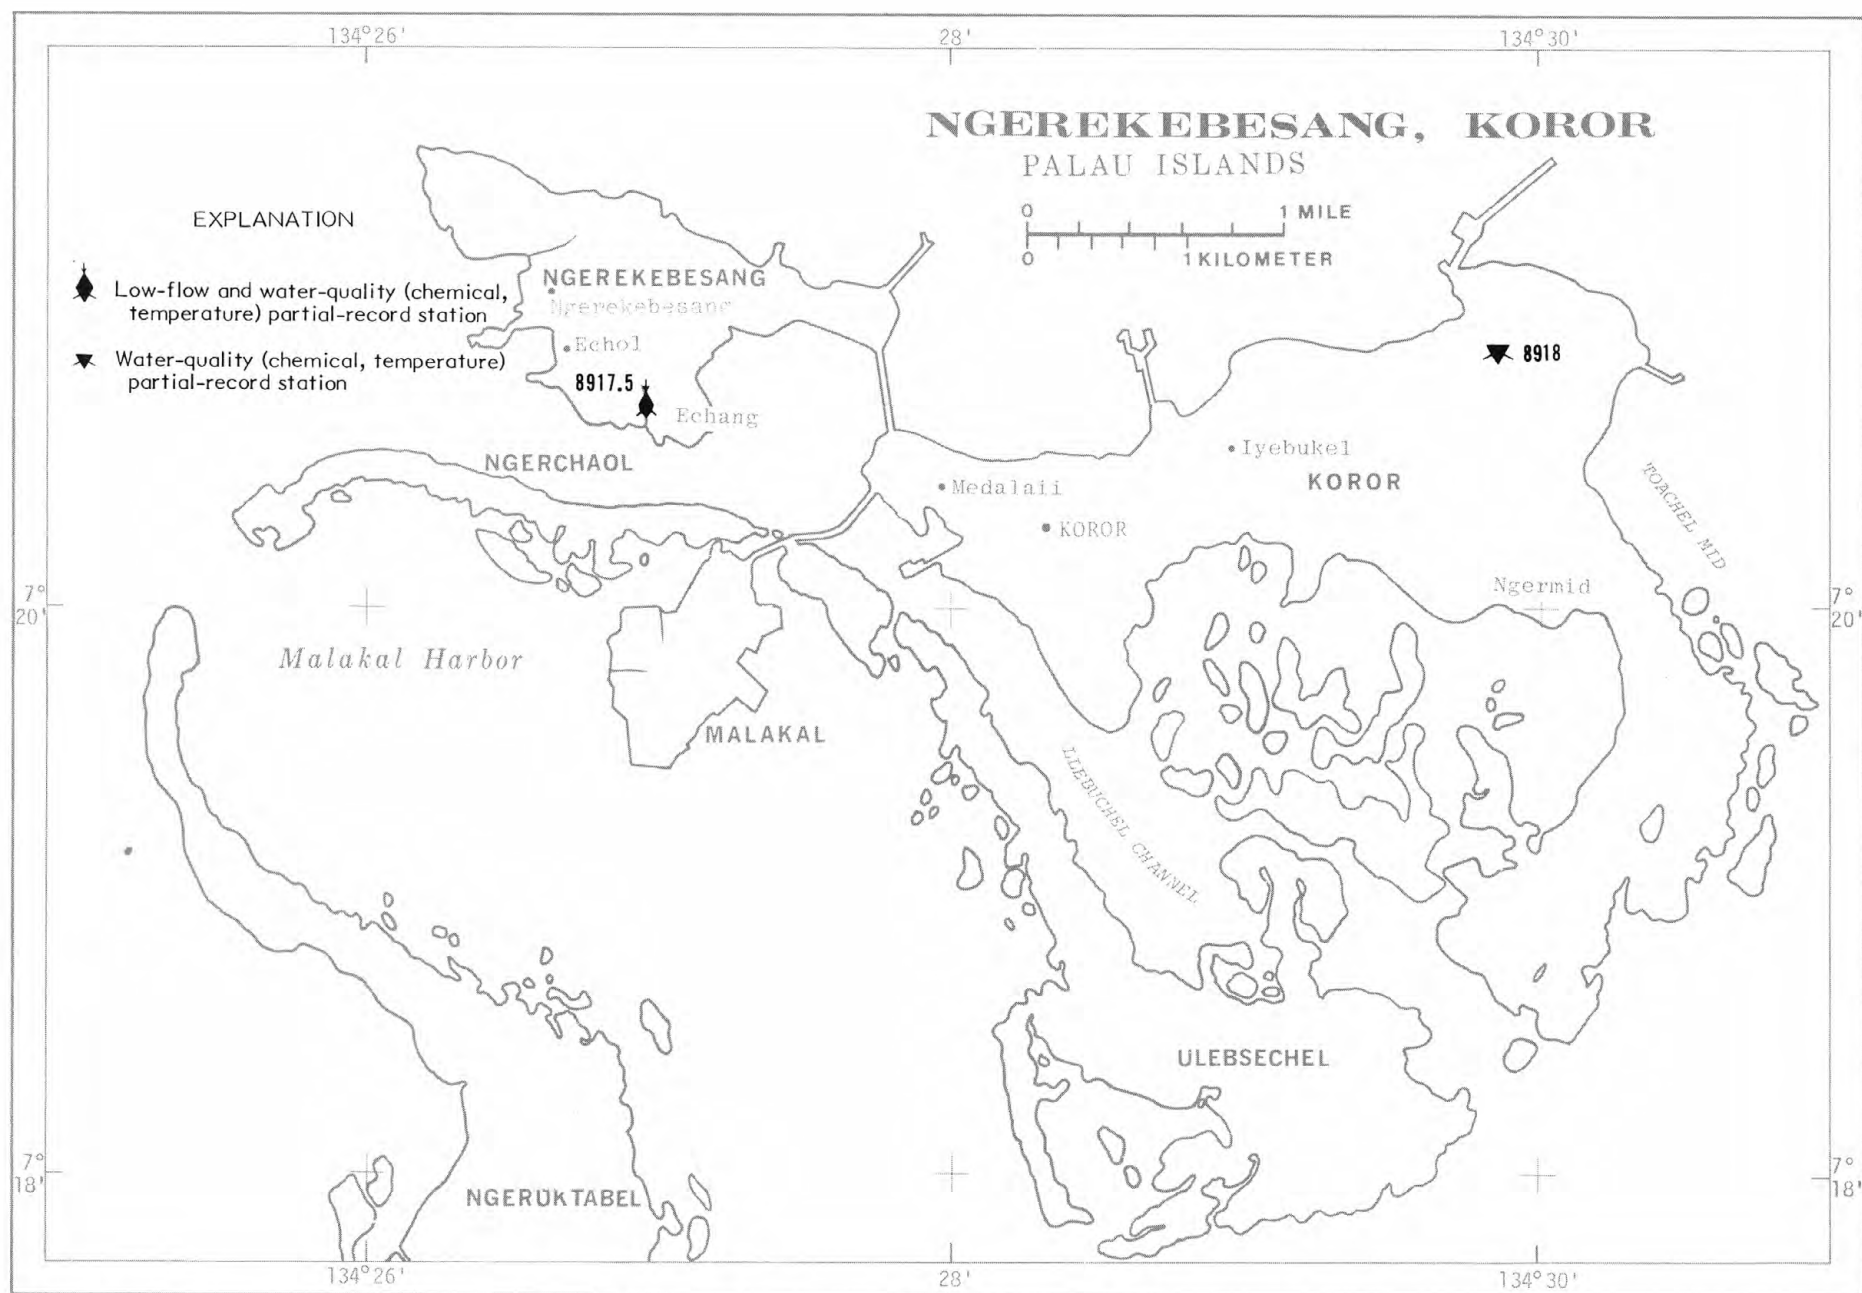 134°26' 28' 134°30'
NGEREKEBESANG, KOROR
PALAU ISLANDS
0 1 MILE
0 1 KILOMETER
EXPLANATION
Low-flow and water-quality (chemical,
temperature) partial-record station
Water-quality (chemical, temperature)
partial-record station
NGEREKEBESANG
Ngerekebesang
Echol
8917.5
Echang
8918
NGERCHAOL
Iyebukel
KOROR
Medalaii
KOROR
TOACHEL MID
Ngermid
7°
20'
7°
20'
Malakal Harbor
MALAKAL
LLEBUCHEL CHANNEL
ULEBSECHEL
7°
18'
7°
18'
NGERUKTABEL
134°26' 28' 134°30'